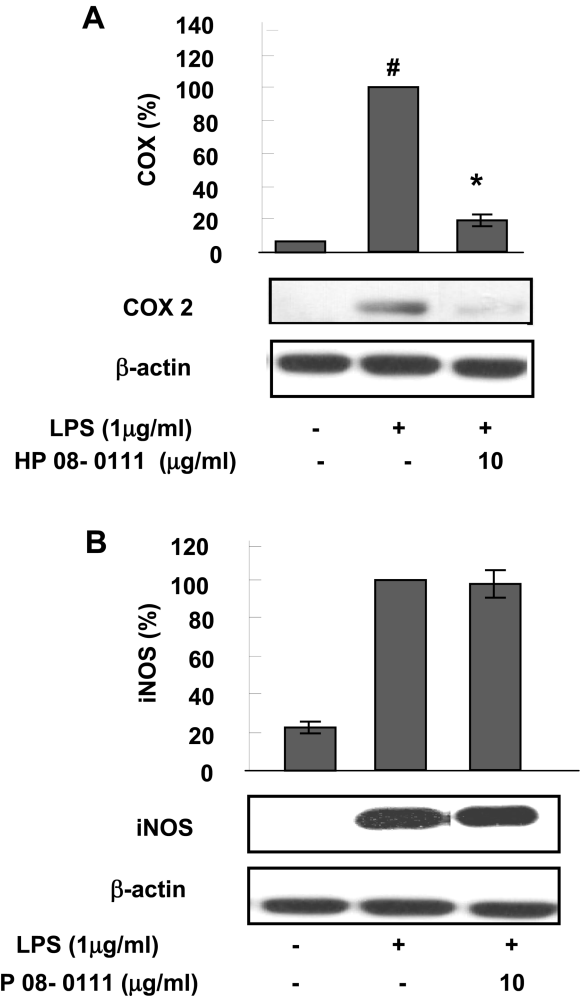 A
140
120
100
80
60
40
20
0
COX (%)
#
*
COX 2
β-actin
LPS (1μg/ml) - + +
HP 08- 0111 (μg/ml) - - 10
B
120
100
80
60
40
20
0
iNOS (%)
iNOS
β-actin
LPS (1μg/ml) - + +
P 08- 0111 (μg/ml) - - 10